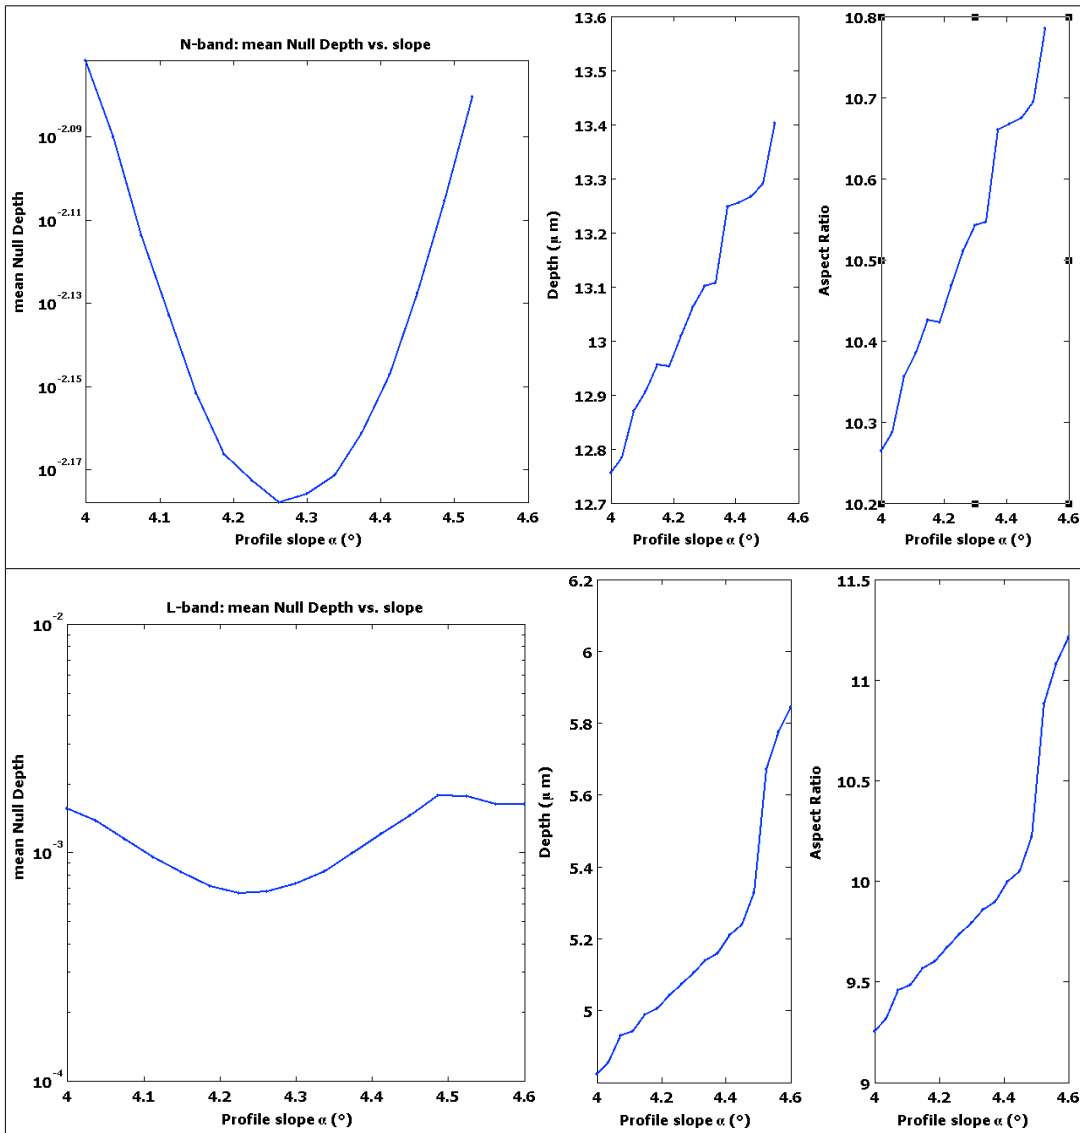 N-band: mean Null Depth vs. slope
mean Null Depth
10^-2.09
10^-2.11
10^-2.13
10^-2.15
10^-2.17
4 4.1 4.2 4.3 4.4 4.5 4.6
Profile slope α (°)
Depth (μ m)
13.6
13.5
13.4
13.3
13.2
13.1
13
12.9
12.8
12.7
4 4.2 4.4 4.6
Profile slope α (°)
Aspect Ratio
10.8
10.7
10.6
10.5
10.4
10.3
10.2
4 4.2 4.4 4.6
Profile slope α (°)
L-band: mean Null Depth vs. slope
mean Null Depth
10^-2
10^-3
10^-4
4 4.1 4.2 4.3 4.4 4.5 4.6
Profile slope α (°)
Depth (μ m)
6.2
6
5.8
5.6
5.4
5.2
5
4 4.2 4.4 4.6
Profile slope α (°)
Aspect Ratio
11.5
11
10.5
10
9.5
9
4 4.2 4.4 4.6
Profile slope α (°)